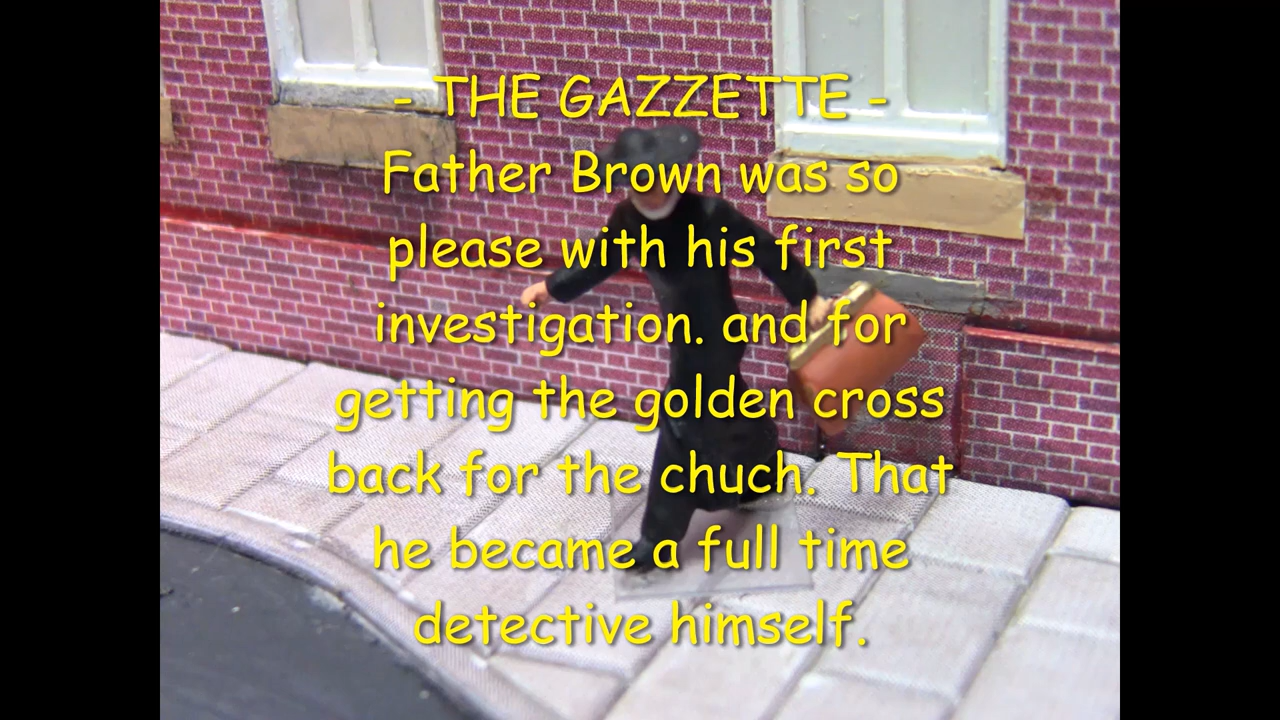 - THE GAZZETTE -
Father Brown was so
please with his first
investigation. and for
getting the golden cross
back for the chuch. That
he became a full time
detective himself.